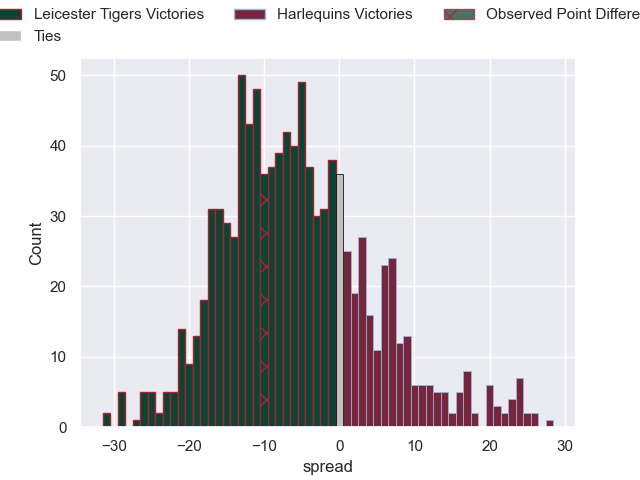 Leicester Tigers Victories
Harlequins Victories
Observed Point Differe
Ties
50
40
30
20
10
0
Count
−30
−20
−10
0
10
20
30
spread